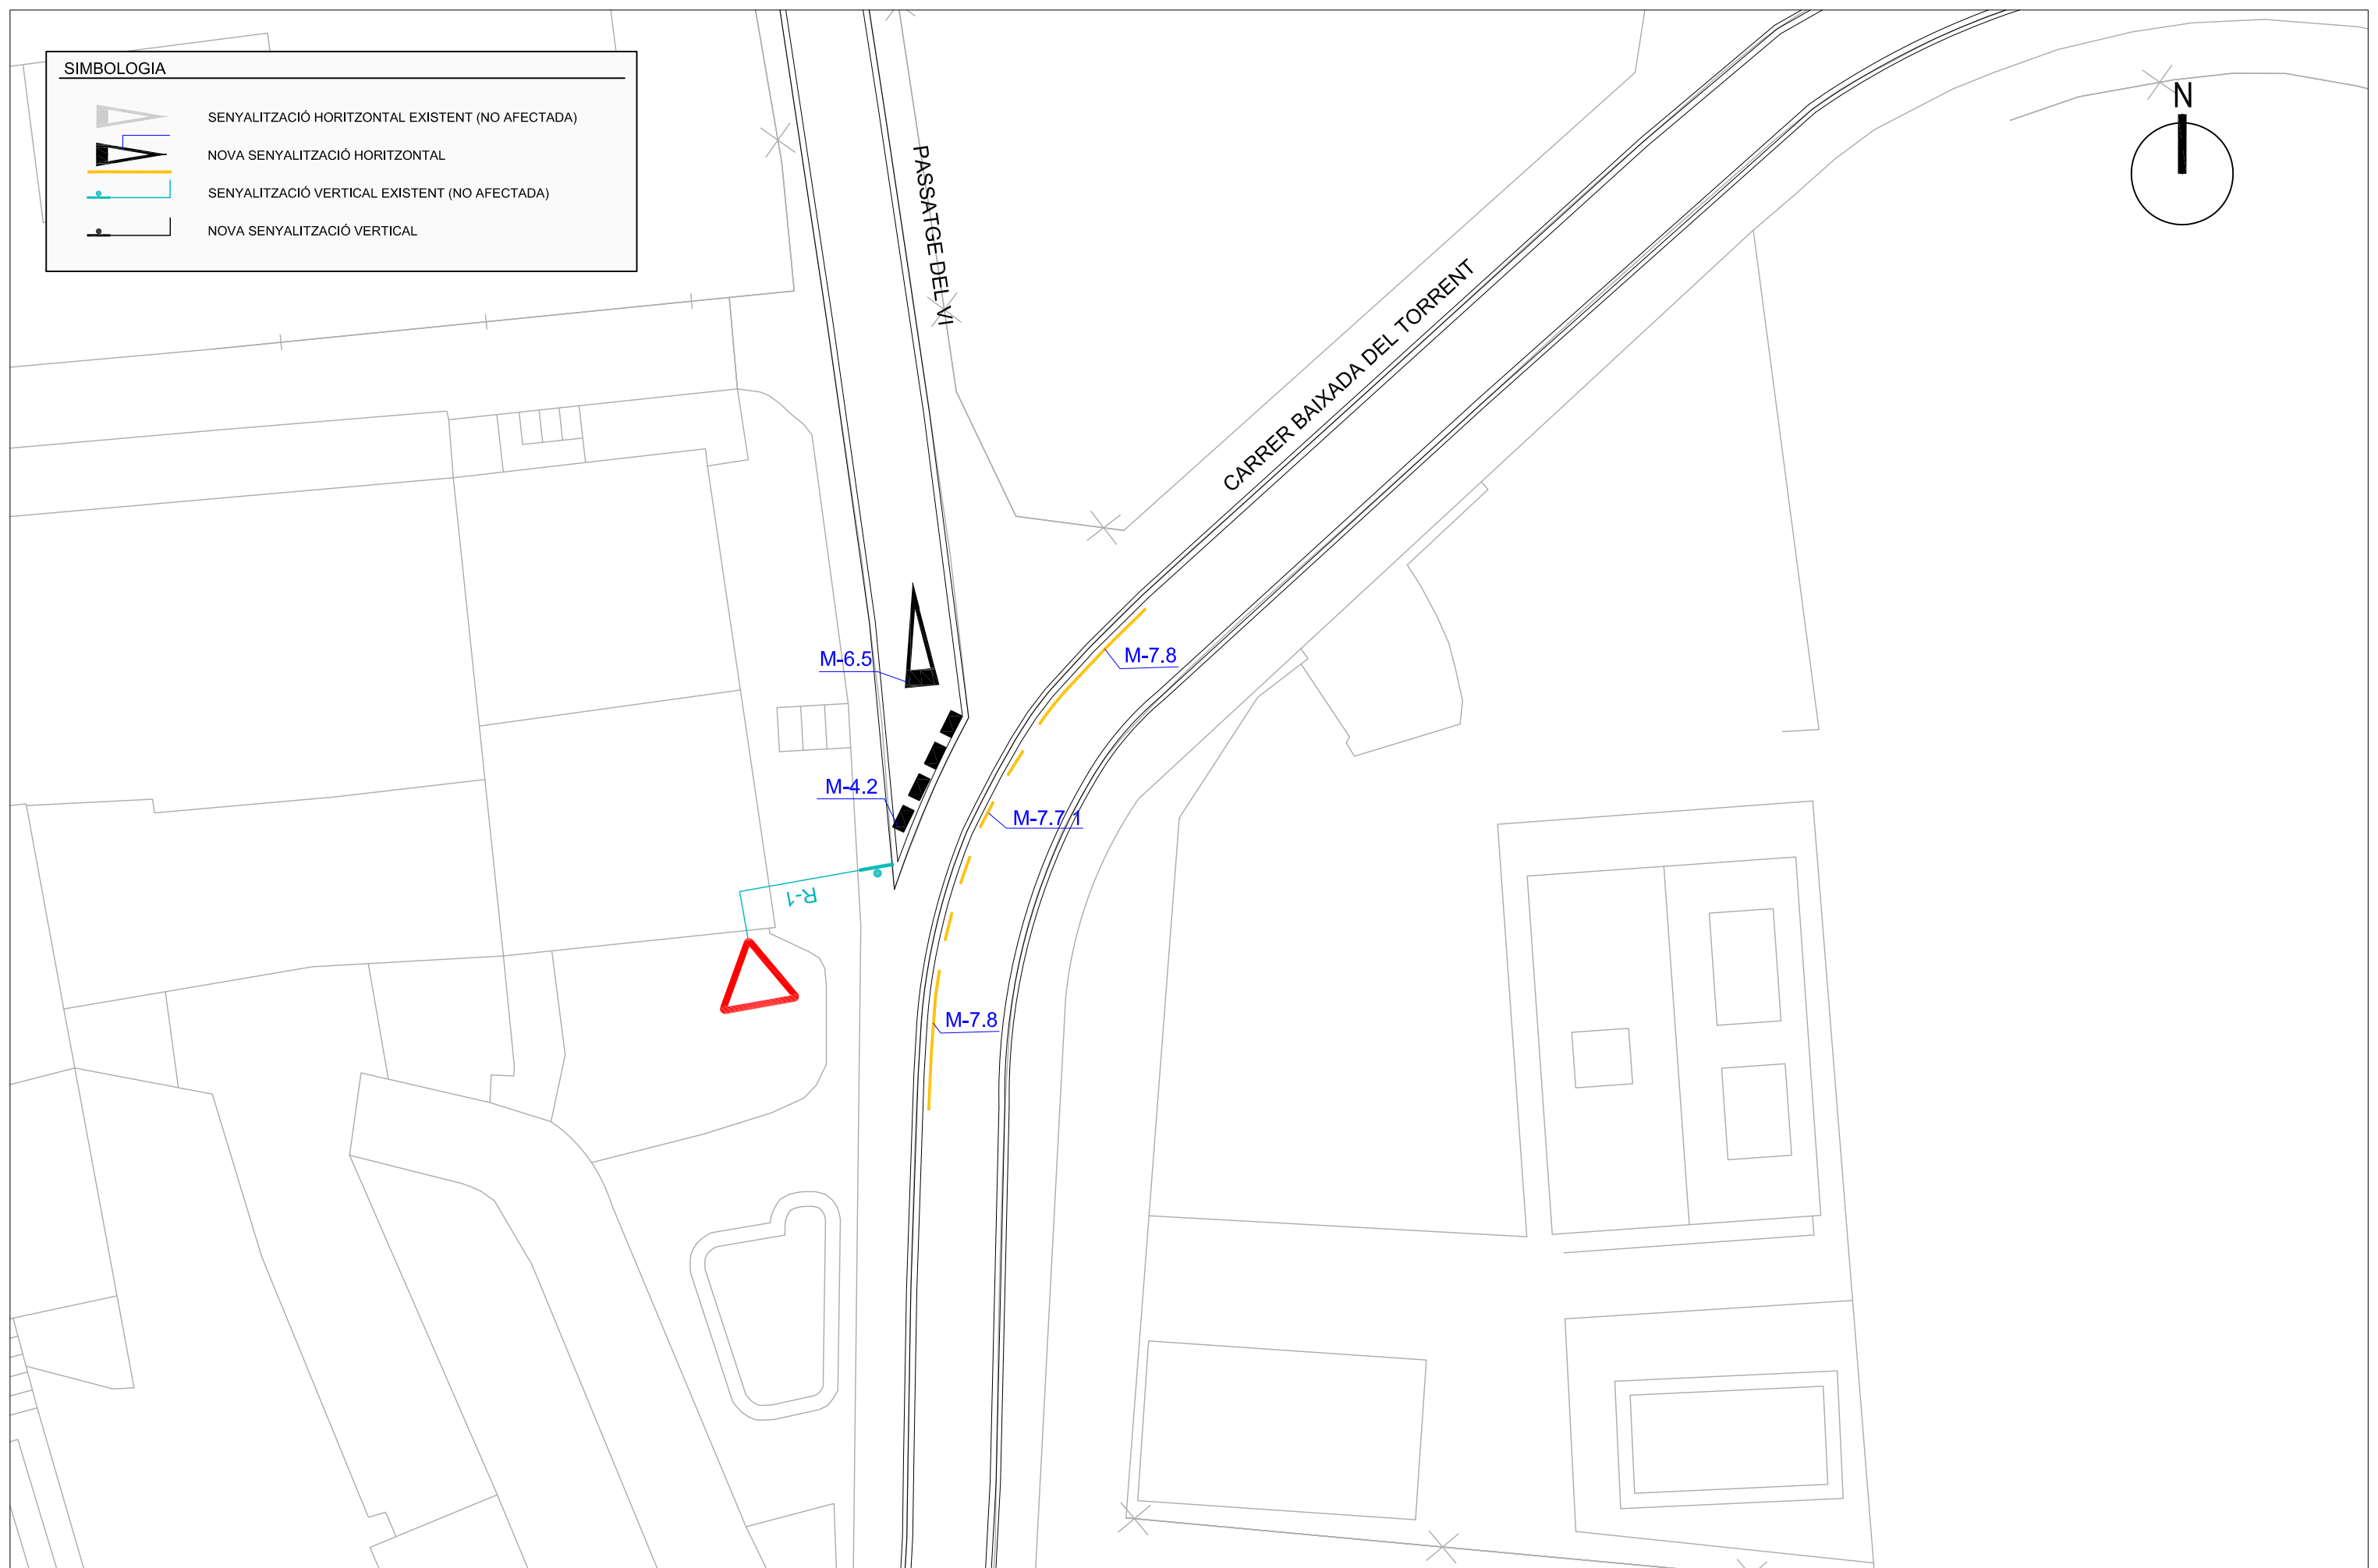 SIMBOLOGIA
SENYALITZACIÓ HORITZONTAL EXISTENT (NO AFECTADA)
NOVA SENYALITZACIÓ HORITZONTAL
SENYALITZACIÓ VERTICAL EXISTENT (NO AFECTADA)
NOVA SENYALITZACIÓ VERTICAL
N
PASSATGE DEL VI
CARRER BAIXADA DEL TORRENT
M-6.5
M-7.8
M-4.2
M-7.7.1
R-1
M-7.8